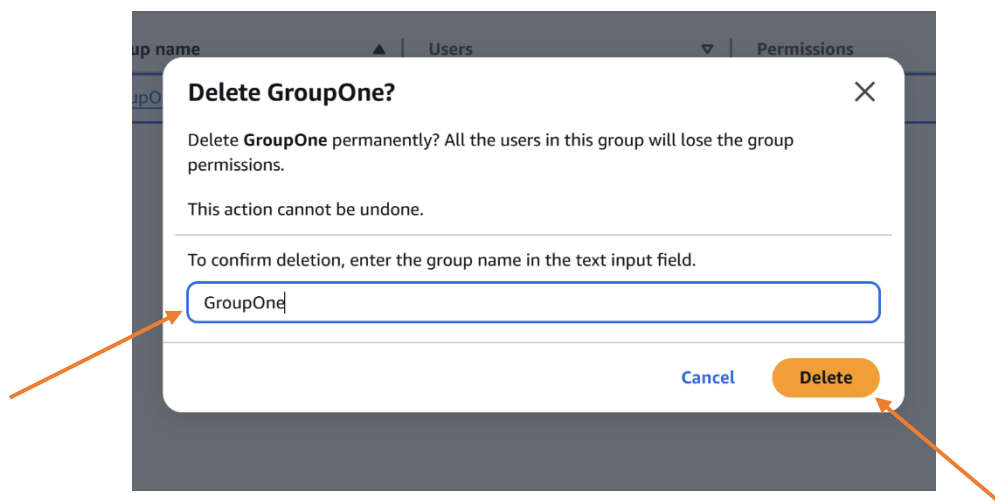 up name Users Permissions
upO
Delete GroupOne?
Delete GroupOne permanently? All the users in this group will lose the group
permissions.
This action cannot be undone.
To confirm deletion, enter the group name in the text input field.
GroupOne
Cancel Delete